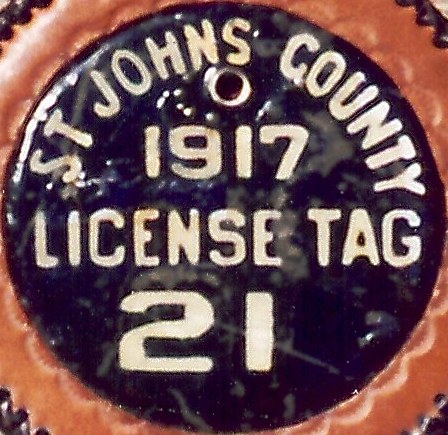 ST JOHNS COUNTY
1917
LICENSE TAG
21